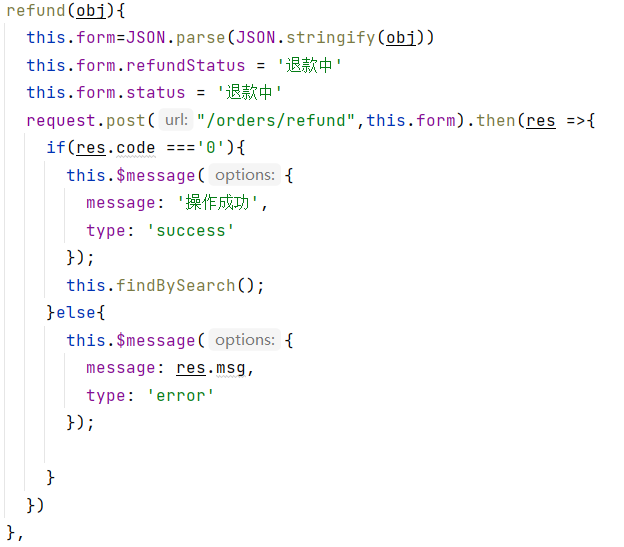 refund(obj){
this.form=JSON.parse(JSON.stringify(obj))
this.form.refundStatus = '退款中'
this.form.status = '退款中'
request.post( url: "/orders/refund",this.form).then(res =>{
if(res.code ==='0'){
this.$message( options: {
message: '操作成功',
type: 'success'
});
this.findBySearch();
}else{
this.$message( options: {
message: res.msg,
type: 'error'
});
}
})
},